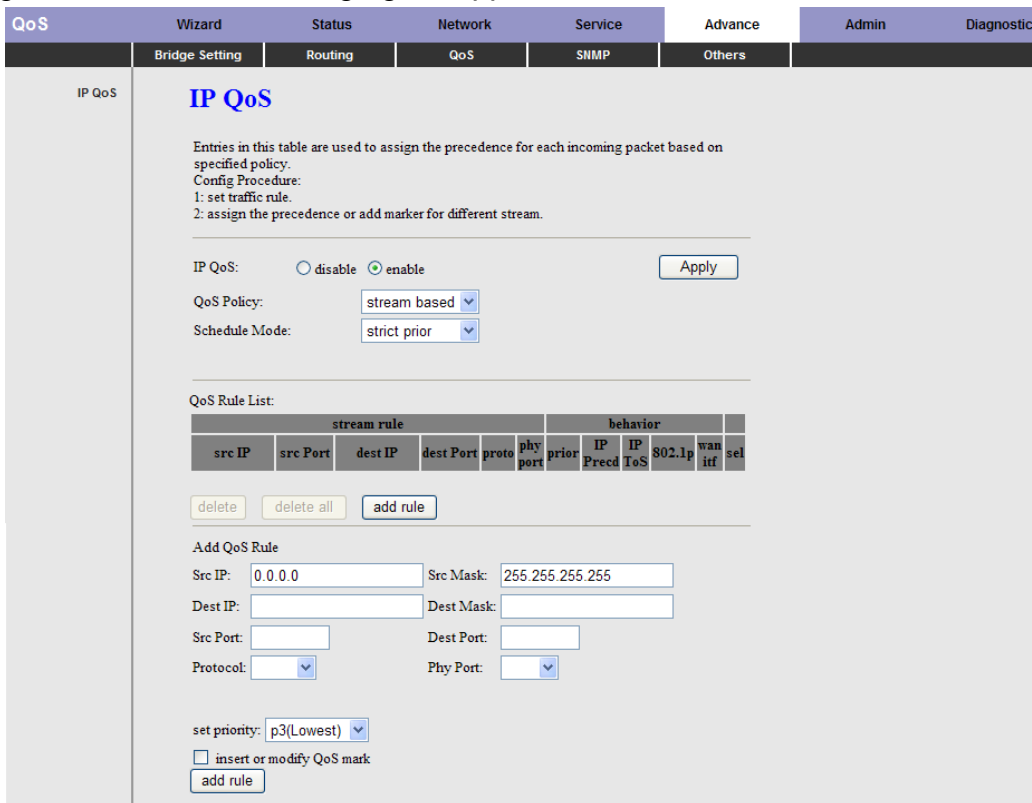 QoS Wizard Status Network Service Advance Admin Diagnostic
Bridge Setting Routing QoS SNMP Others
IP QoS
IP QoS
Entries in this table are used to assign the precedence for each incoming packet based on
specified policy.
Config Procedure:
1: set traffic rule.
2: assign the precedence or add marker for different stream.
IP QoS: disable enable Apply
QoS Policy: stream based
Schedule Mode: strict prior
QoS Rule List:
stream rule behavior
src IP src Port dest IP dest Port proto phy port prior IP Precd IP ToS 802.1p wan itf sel
delete delete all add rule
Add QoS Rule
Src IP: 0.0.0.0 Src Mask: 255.255.255.255
Dest IP: Dest Mask:
Src Port: Dest Port:
Protocol: Phy Port:
set priority: p3(Lowest)
insert or modify QoS mark
add rule